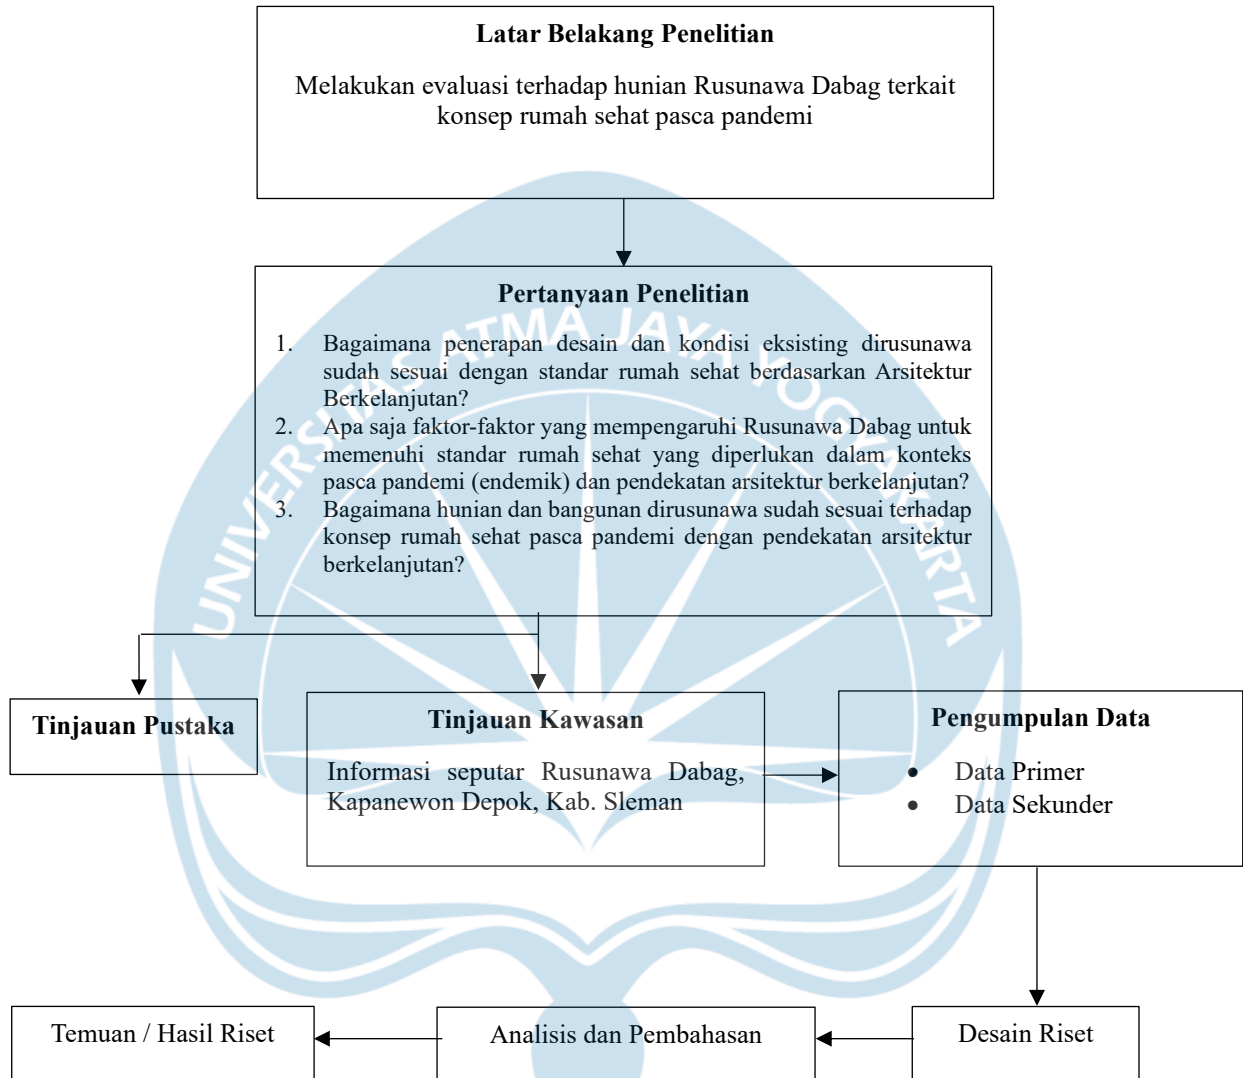 Latar Belakang Penelitian
Melakukan evaluasi terhadap hunian Rusunawa Dabag terkait
konsep rumah sehat pasca pandemi
Pertanyaan Penelitian
1. Bagaimana penerapan desain dan kondisi eksisting dirusunawa
sudah sesuai dengan standar rumah sehat berdasarkan Arsitektur
Berkelanjutan?
2. Apa saja faktor-faktor yang mempengaruhi Rusunawa Dabag untuk
memenuhi standar rumah sehat yang diperlukan dalam konteks
pasca pandemi (endemik) dan pendekatan arsitektur berkelanjutan?
3. Bagaimana hunian dan bangunan dirusunawa sudah sesuai terhadap
konsep rumah sehat pasca pandemi dengan pendekatan arsitektur
berkelanjutan?
UNIVERSITAS ATMA JAYA YOGYAKARTA
Tinjauan Pustaka
Tinjauan Kawasan
Informasi seputar Rusunawa Dabag,
Kapanewon Depok, Kab. Sleman
Pengumpulan Data
• Data Primer
• Data Sekunder
Temuan / Hasil Riset
Analisis dan Pembahasan
Desain Riset